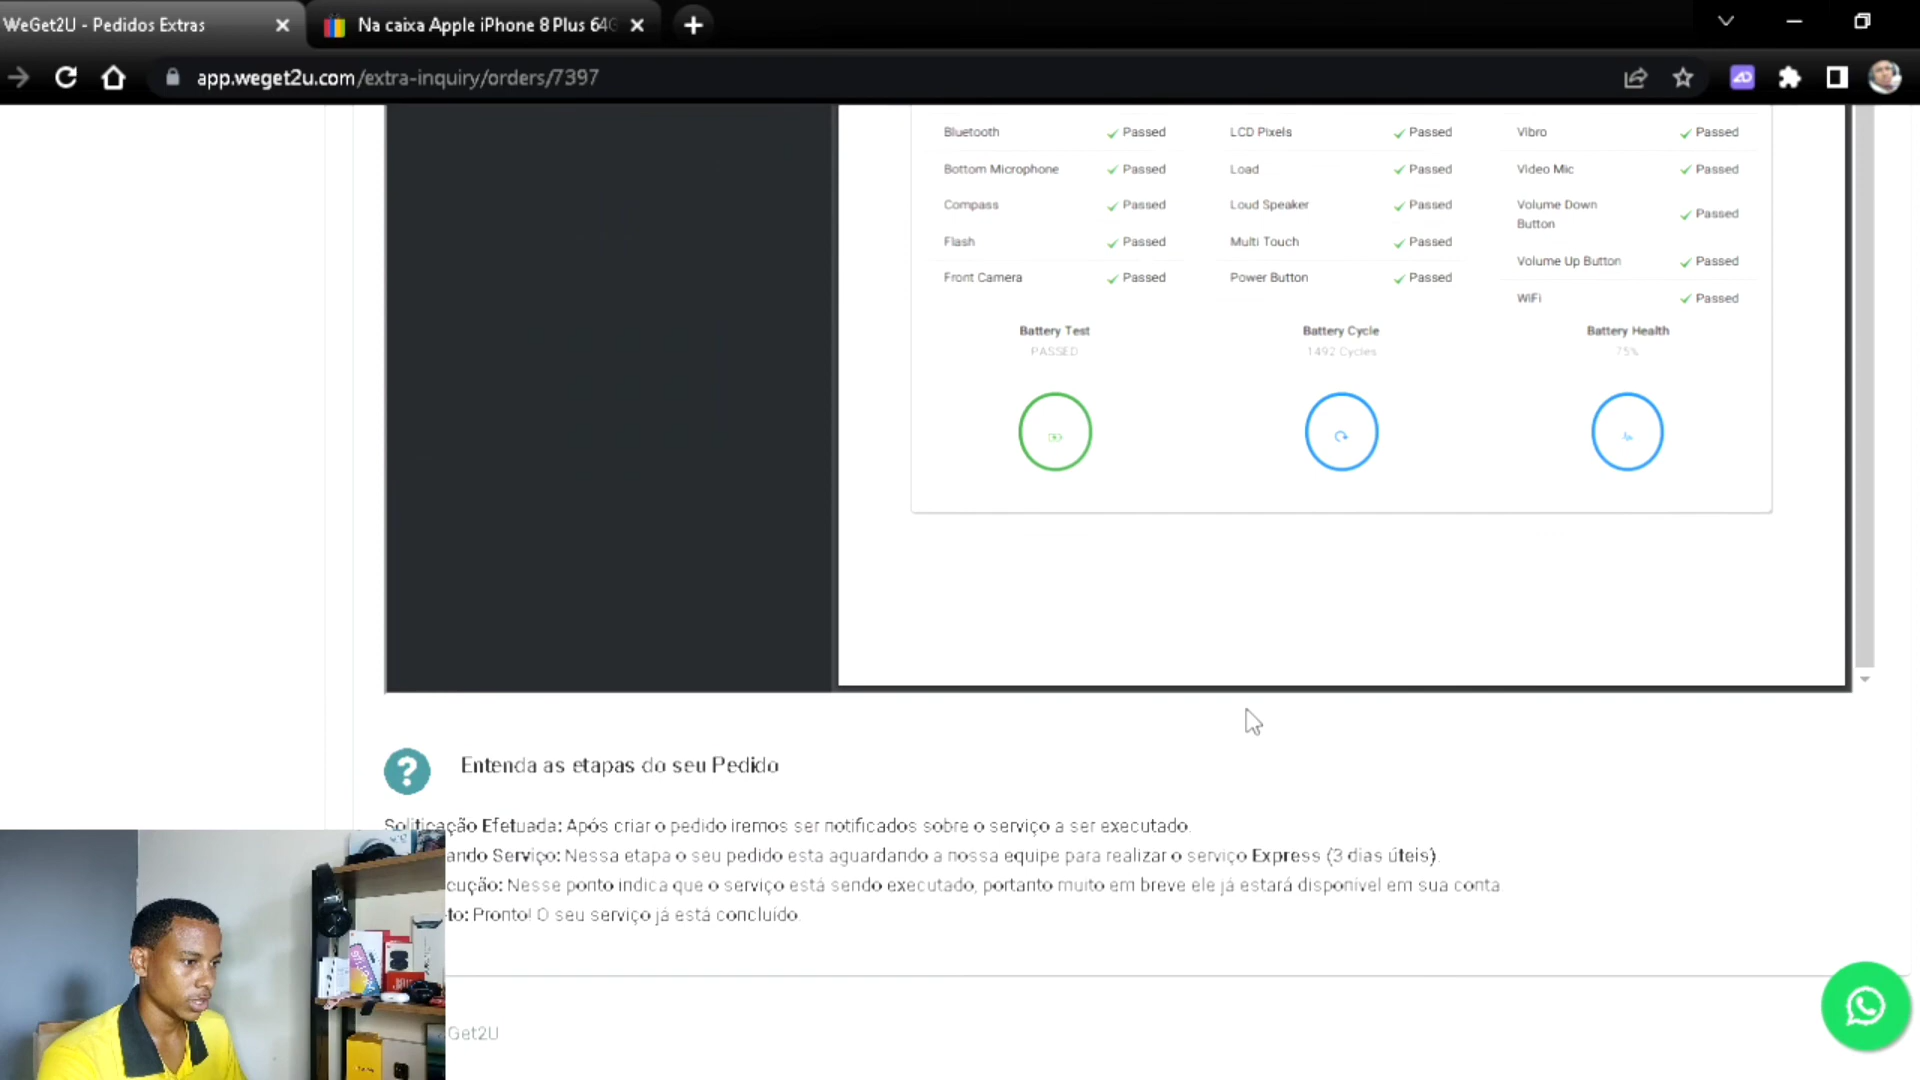 WeGet2U - Pedidos Extras
Na caixa Apple iPhone 8 Plus 64G
app.weget2u.com/extra-inquiry/orders/7397
Bluetooth Passed LCD Pixels Passed Vibro Passed
Bottom Microphone Passed Load Passed Video Mic Passed
Compass Passed Loud Speaker Passed Volume Down Button Passed
Flash Passed Multi Touch Passed Volume Up Button Passed
Front Camera Passed Power Button Passed WiFi Passed
Battery Test Battery Cycle Battery Health
PASSED 1492 Cycles 75%
Entenda as etapas do seu Pedido
Soliticação Efetuada: Após criar o pedido iremos ser notificados sobre o serviço a ser executado.
ando Serviço: Nessa etapa o seu pedido esta aguardando a nossa equipe para realizar o serviço Express (3 dias úteis).
cução: Nesse ponto indica que o serviço está sendo executado, portanto muito em breve ele já estará disponível em sua conta
to: Pronto! O seu serviço já está concluído.
Get2U